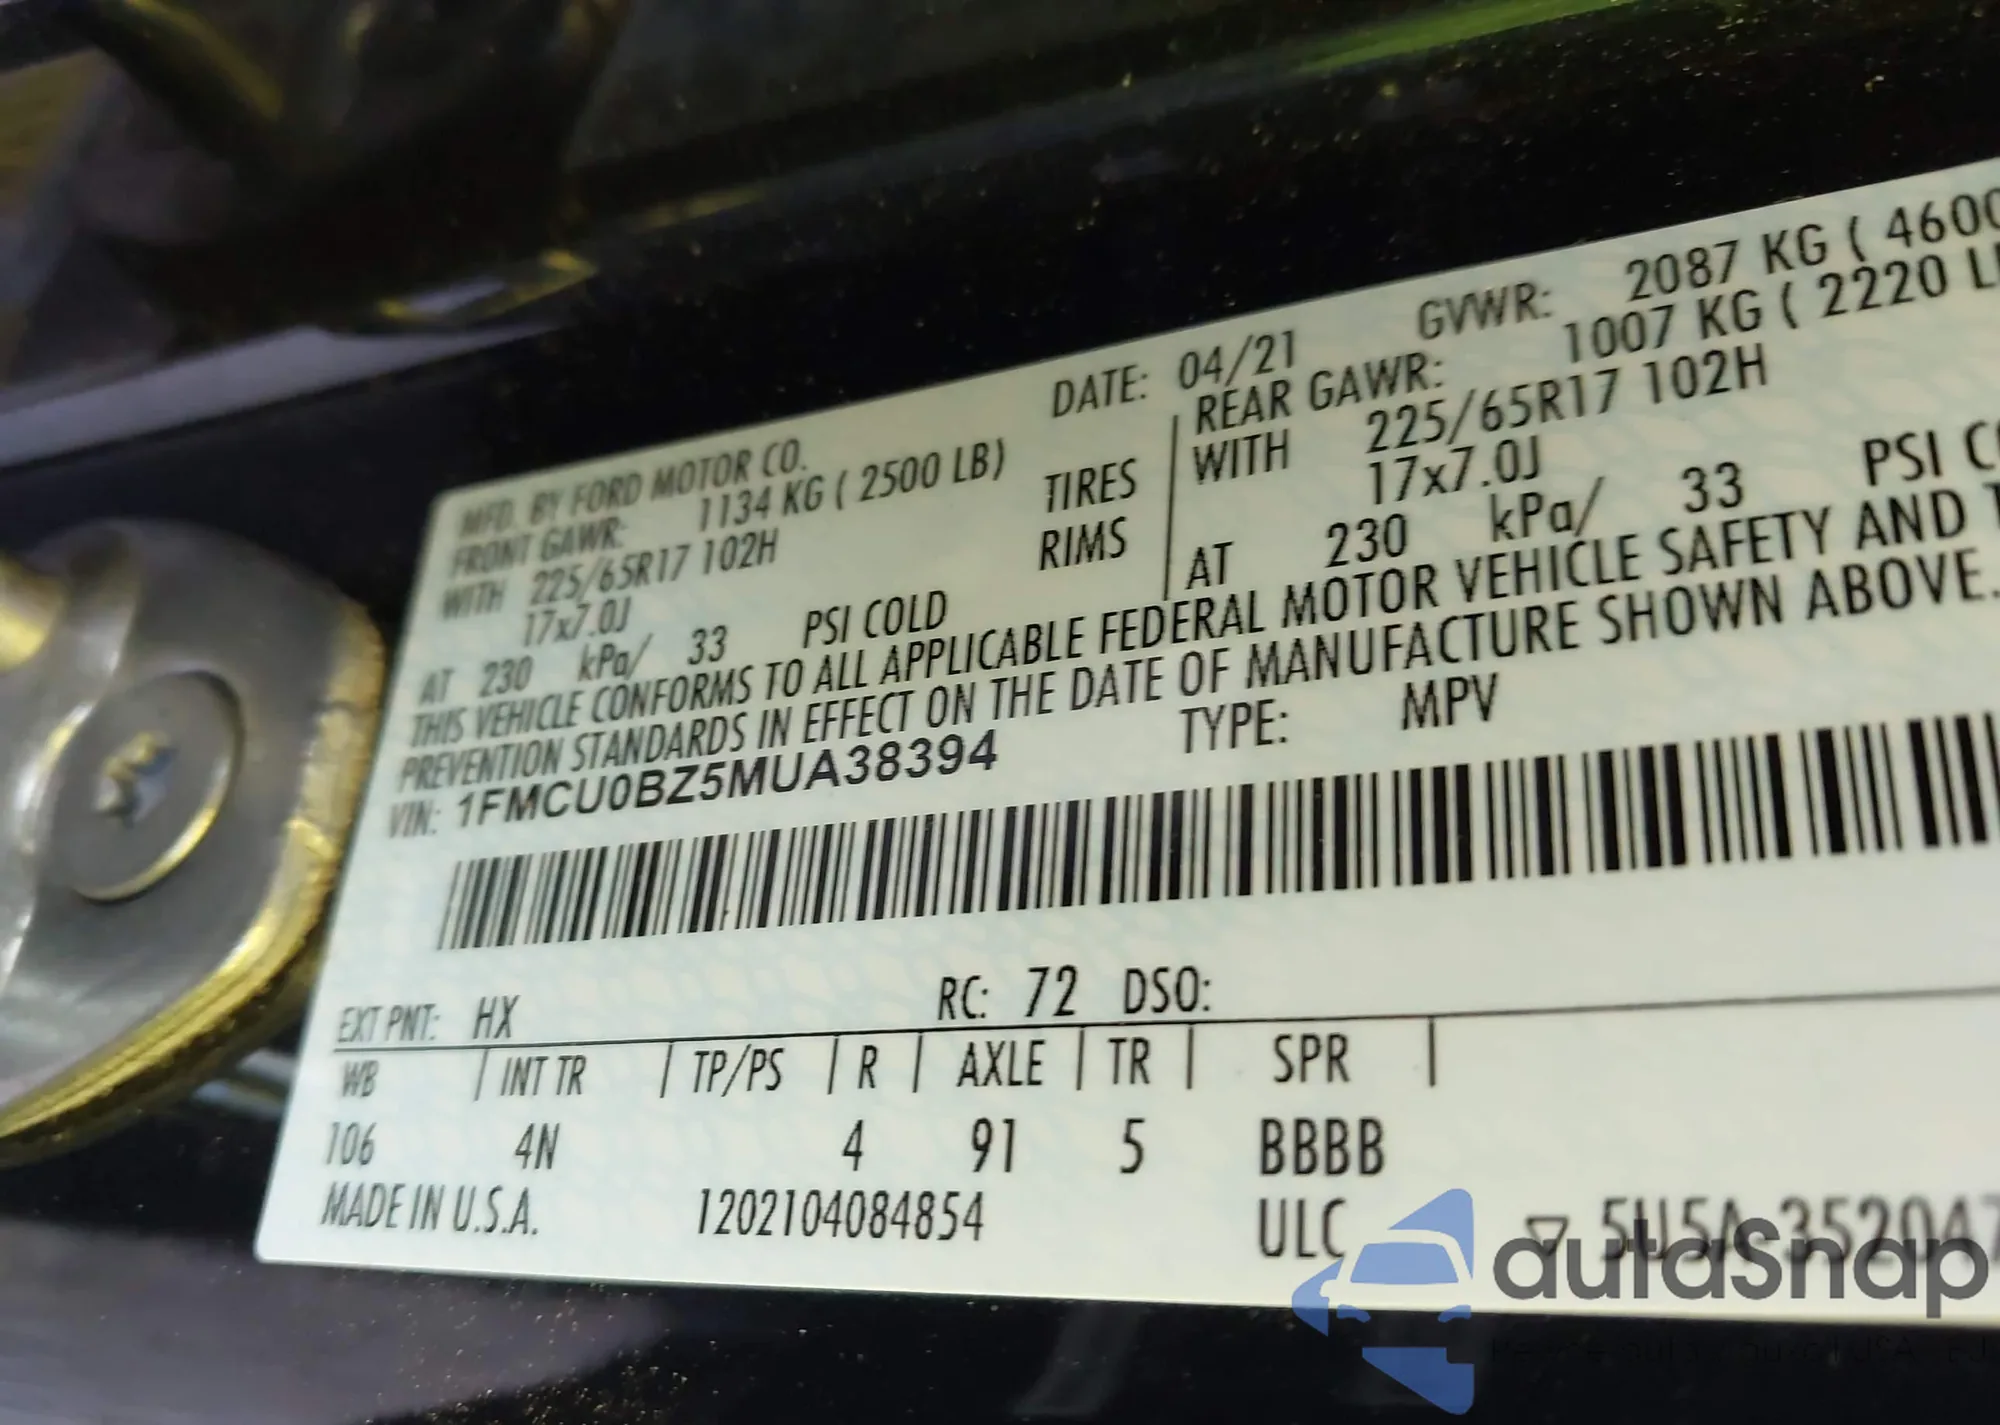 MFD. BY FORD MOTOR CO. DATE: 04/21 GVWR: 2087 KG ( 4600
FRONT GAWR: 1134 KG ( 2500 LB) REAR GAWR: 1007 KG ( 2220 L
WITH 225/65R17 102H TIRES WITH 225/65R17 102H
17x7.0J RIMS 17x7.0J
AT 230 kPa/ 33 PSI COLD AT 230 kPa/ 33 PSI C
THIS VEHICLE CONFORMS TO ALL APPLICABLE FEDERAL MOTOR VEHICLE SAFETY AND T
PREVENTION STANDARDS IN EFFECT ON THE DATE OF MANUFACTURE SHOWN ABOVE.
VIN: 1FMCU0BZ5MUA38394 TYPE: MPV
EXT PNT: HX RC: 72 DSO:
WB | INT TR | TP/PS | R | AXLE | TR | SPR |
106 4N 4 91 5 BBBB
MADE IN U.S.A. 1202104084854 ULC
autaSnap